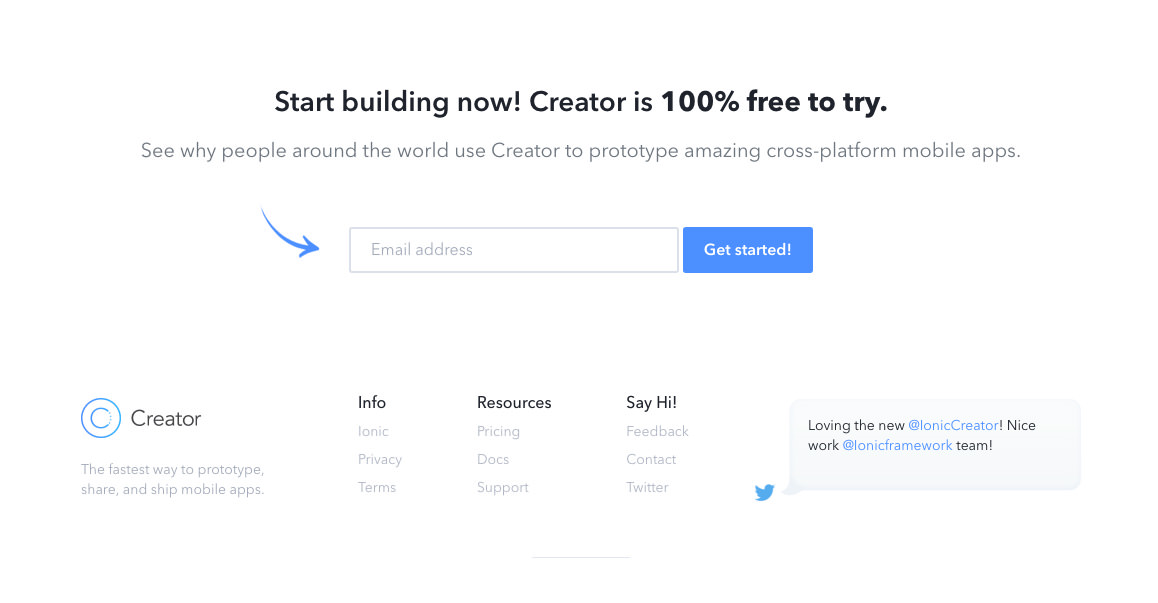 Start building now! Creator is 100% free to try.
See why people around the world use Creator to prototype amazing cross-platform mobile apps.
Email address
Get started!
Creator
The fastest way to prototype,
share, and ship mobile apps.
Info
Ionic
Privacy
Terms
Resources
Pricing
Docs
Support
Say Hi!
Feedback
Contact
Twitter
Loving the new @IonicCreator! Nice
work @Ionicframework team!